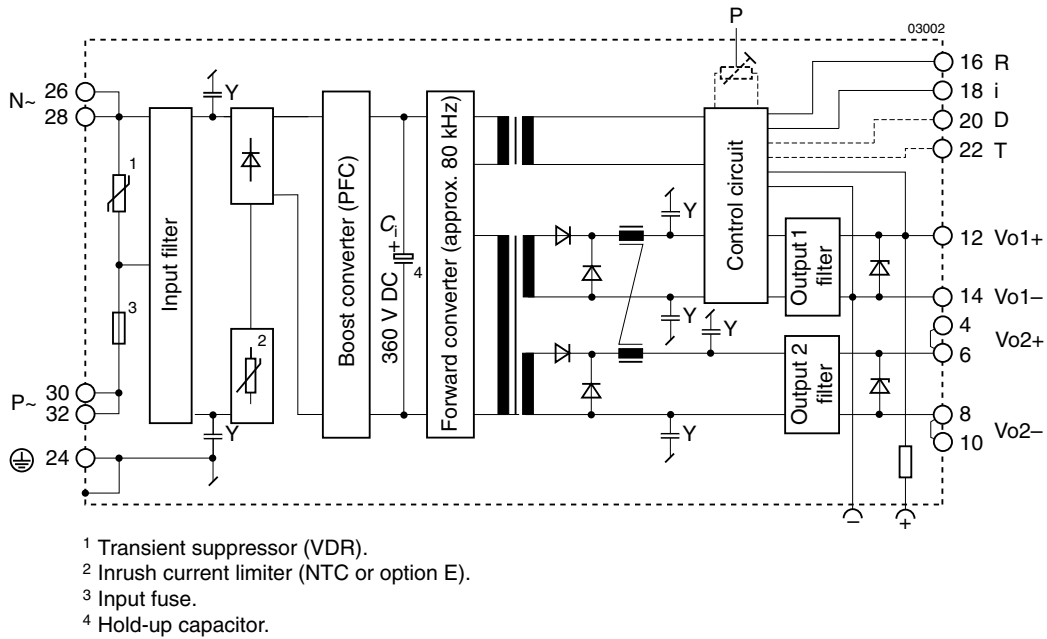 P
03002
N~ 26
28
Y
1
3
P~ 30
32
24
Input filter
2
Y
Boost converter (PFC)
360 V DC
Ci
+
4
Forward converter (approx. 80 kHz)
Y
Y
Y
Y
Control circuit
Output 1
filter
Output 2
filter
16 R
18 i
20 D
22 T
12 Vo1+
14 Vo1–
4
Vo2+
6
8
Vo2–
10
–
+
1 Transient suppressor (VDR).
2 Inrush current limiter (NTC or option E).
3 Input fuse.
4 Hold-up capacitor.